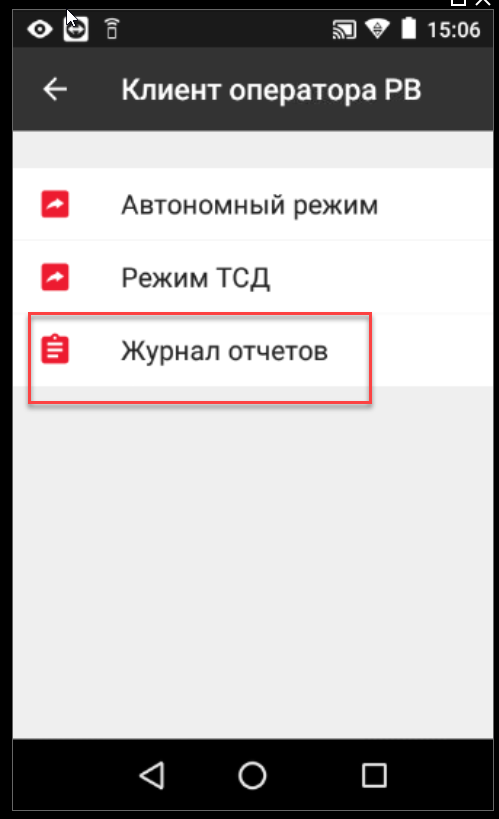 15:06
Клиент оператора РВ
Автономный режим
Режим ТСД
Журнал отчетов